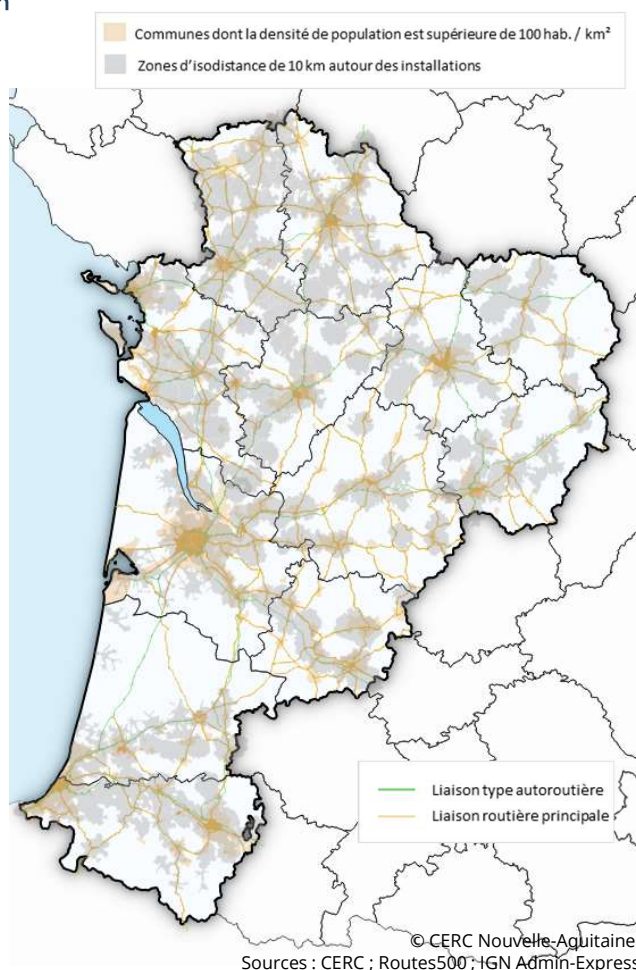 Communes dont la densité de population est supérieure de 100 hab. / km²
Zones d'isodistance de 10 km autour des installations
Liaison type autoroutière
Liaison routière principale
© CERC Nouvelle-Aquitaine
Sources : CERC ; Routes500 ; IGN Admin-Express